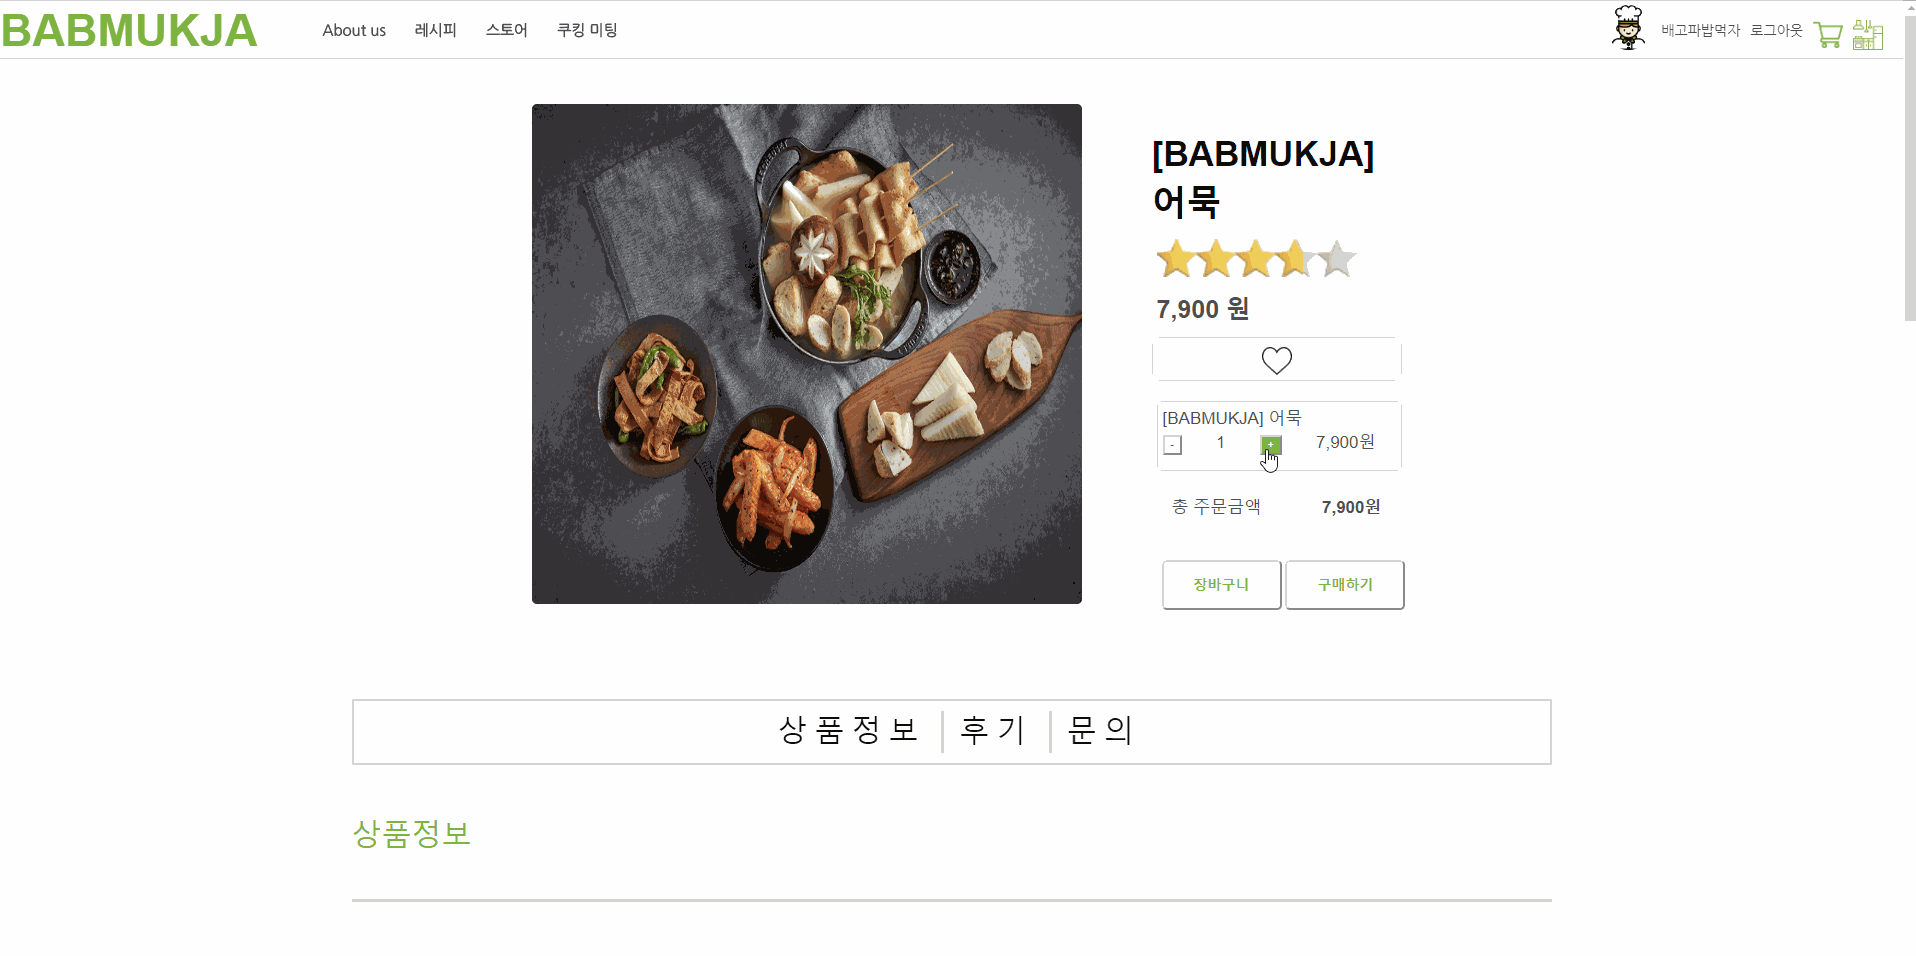 BABMUKJA
About us 레시피 스토어 쿠킹 미팅
배고파밥먹자 로그아웃
[BABMUKJA]
어묵
7,900 원
[BABMUKJA] 어묵
- 1 + 7,900원
총 주문금액 7,900원
장바구니 구매하기
상품정보 후기 문의
상품정보